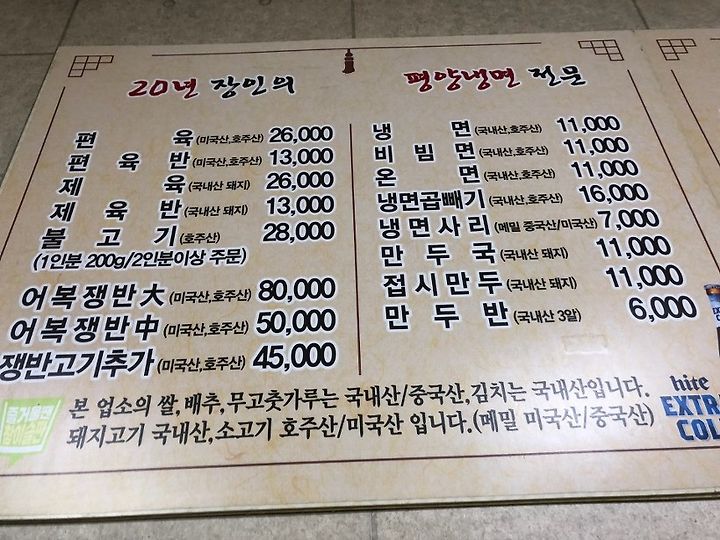 20년 장인의
편 육 (미국산,호주산) 26,000
편 육 반 (미국산,호주산) 13,000
제 육 (국내산 돼지) 26,000
제 육 반 (국내산 돼지) 13,000
불 고 기 (호주산) 28,000
(1인분 200g/2인분이상 주문)
어복쟁반大 (미국산,호주산) 80,000
어복쟁반中 (미국산,호주산) 50,000
쟁반고기추가 (미국산,호주산) 45,000
평양냉면 전문
냉 면 (국내산,호주산) 11,000
비 빔 면 (국내산,호주산) 11,000
온 면 (국내산,호주산) 11,000
냉면곱빼기 (국내산,호주산) 16,000
냉면사리 (메밀 중국산/미국산) 7,000
만 두 국 (국내산 돼지) 11,000
접시만두 (국내산 돼지) 11,000
만 두 반 (국내산 3알) 6,000
본 업소의 쌀,배추,무고춧가루는 국내산/중국산,김치는 국내산입니다.
돼지고기 국내산,소고기 호주산/미국산 입니다.(메밀 미국산/중국산)
hite
EXTR
COL